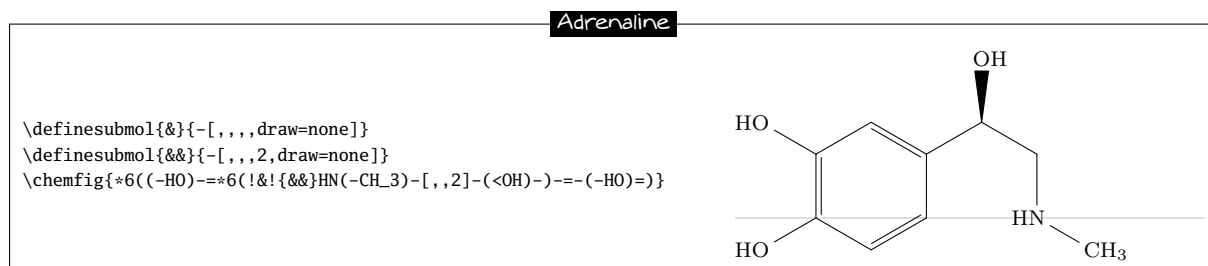 Adrenaline
\definesubmol{&}{-[,,,,draw=none]}
\definesubmol{&&}{-[,,,2,draw=none]}
\chemfig{*6((-HO)-=*6(!&!{&&}HN(-CH_3)-[,,2]-(<OH)-)-=-(-HO)=)}
OH
HO
HN
HO
CH3